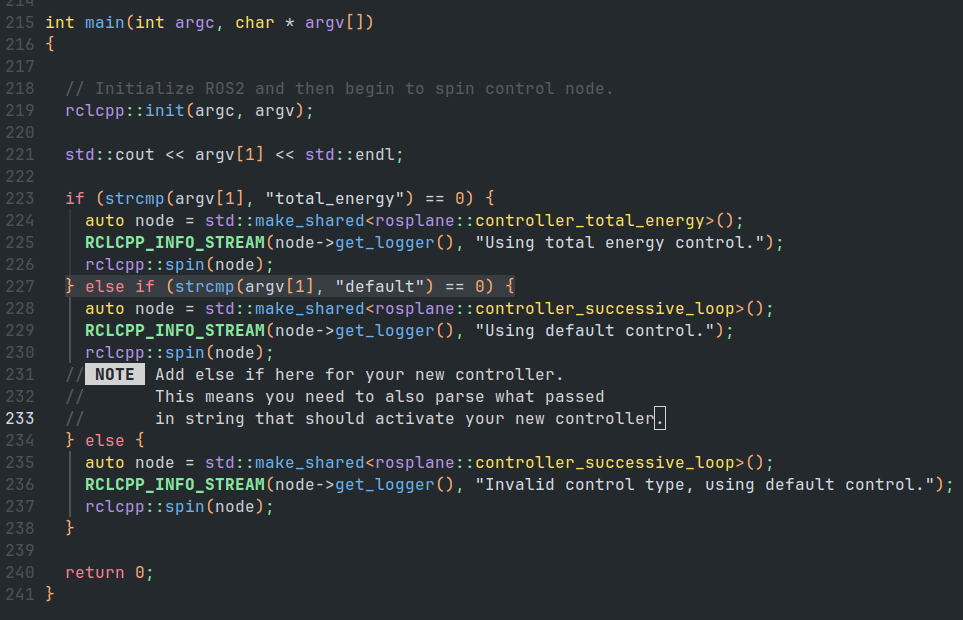 214
215 int main(int argc, char * argv[])
216 {
217
218   // Initialize ROS2 and then begin to spin control node.
219   rclcpp::init(argc, argv);
220
221   std::cout << argv[1] << std::endl;
222
223   if (strcmp(argv[1], "total_energy") == 0) {
224     auto node = std::make_shared<rosplane::controller_total_energy>();
225     RCLCPP_INFO_STREAM(node->get_logger(), "Using total energy control.");
226     rclcpp::spin(node);
227   } else if (strcmp(argv[1], "default") == 0) {
228     auto node = std::make_shared<rosplane::controller_successive_loop>();
229     RCLCPP_INFO_STREAM(node->get_logger(), "Using default control.");
230     rclcpp::spin(node);
231   // NOTE Add else if here for your new controller.
232   //       This means you need to also parse what passed
233   //       in string that should activate your new controller.
234   } else {
235     auto node = std::make_shared<rosplane::controller_successive_loop>();
236     RCLCPP_INFO_STREAM(node->get_logger(), "Invalid control type, using default control.");
237     rclcpp::spin(node);
238   }
239
240   return 0;
241 }